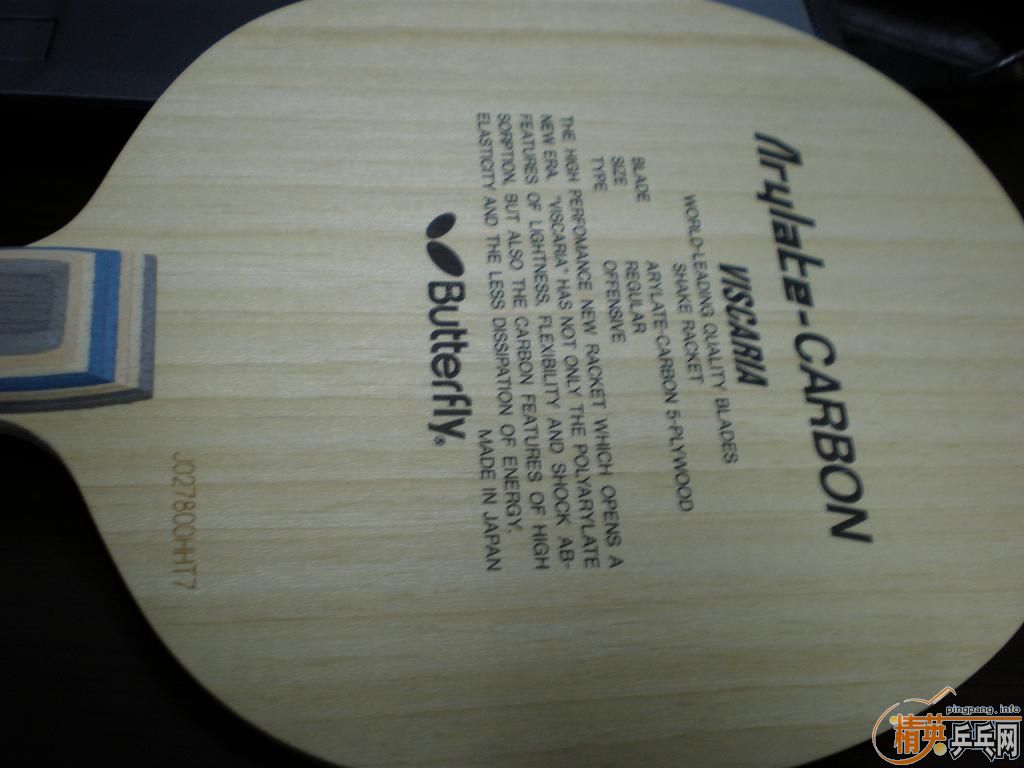 Arylate-CARBON
VISCARIA
WORLD-LEADING QUALITY BLADES
SHAKE RACKET
BLADE ARYLATE-CARBON 5-PLYWOOD
SIZE REGULAR
TYPE OFFENSIVE
THE HIGH PERFOMANCE NEW RACKET WHICH OPENS A
NEW ERA. "VISCARIA" HAS NOT ONLY THE POLYARYLATE
FEATURES OF LIGHTNESS, FLEXIBILITY AND SHOCK AB-
SORPTION, BUT ALSO THE CARBON FEATURES OF HIGH
ELASTICITY AND THE LESS DISSIPATION OF ENERGY.
MADE IN JAPAN
Butterfly®
J027800HHT7
pingpang.info
精英乒乓网